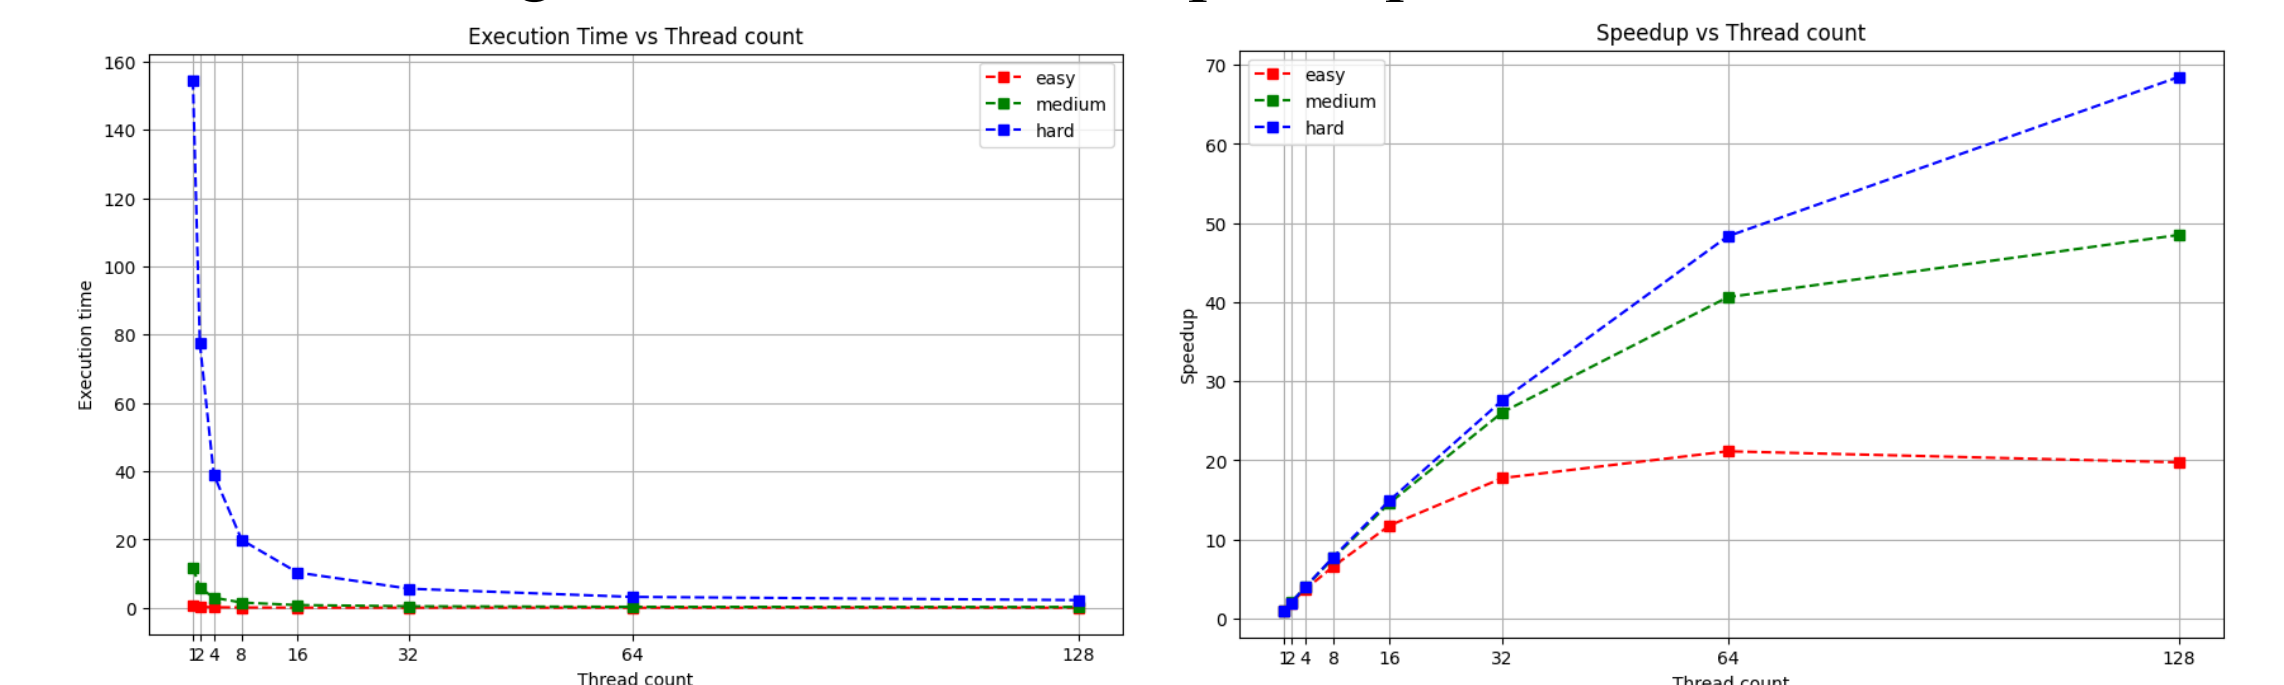 Execution Time vs Thread count
160
140
120
100
80
60
40
20
0
Execution time
easy
medium
hard
1 2 4 8 16 32 64 128
Thread count
Speedup vs Thread count
70
60
50
40
30
20
10
0
Speedup
easy
medium
hard
1 2 4 8 16 32 64 128
Thread count